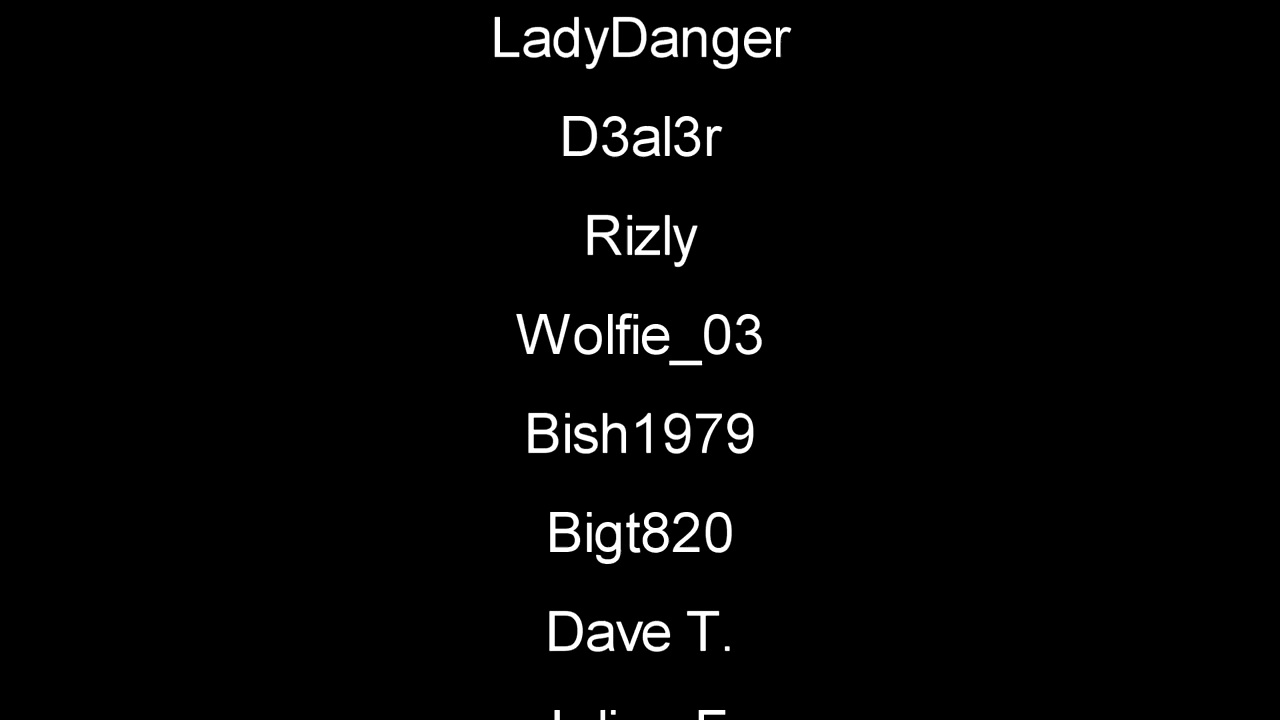 LadyDanger
D3al3r
Rizly
Wolfie_03
Bish1979
Bigt820
Dave T.